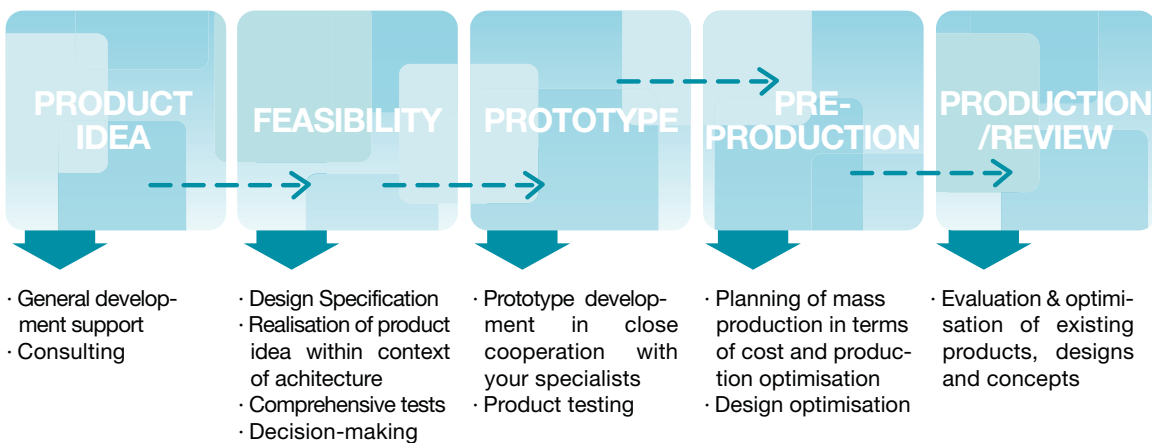 PRODUCT
IDEA
FEASIBILITY
PROTOTYPE
PRE-
PRODUCTION
PRODUCTION
/REVIEW
· General develop-
ment support
· Consulting
· Design Specification
· Realisation of product
idea within context
of achitecture
· Comprehensive tests
· Decision-making
· Prototype develop-
ment in close
cooperation with
your specialists
· Product testing
· Planning of mass
production in terms
of cost and produc-
tion optimisation
· Design optimisation
· Evaluation & optimi-
sation of existing
products, designs
and concepts